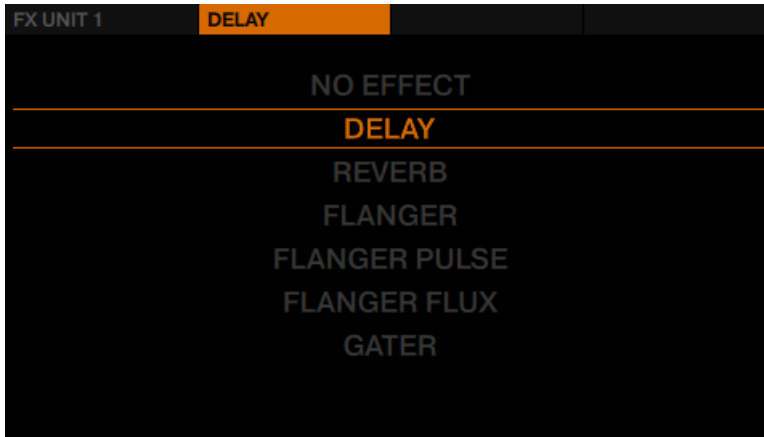 FX UNIT 1 DELAY
NO EFFECT
DELAY
REVERB
FLANGER
FLANGER PULSE
FLANGER FLUX
GATER